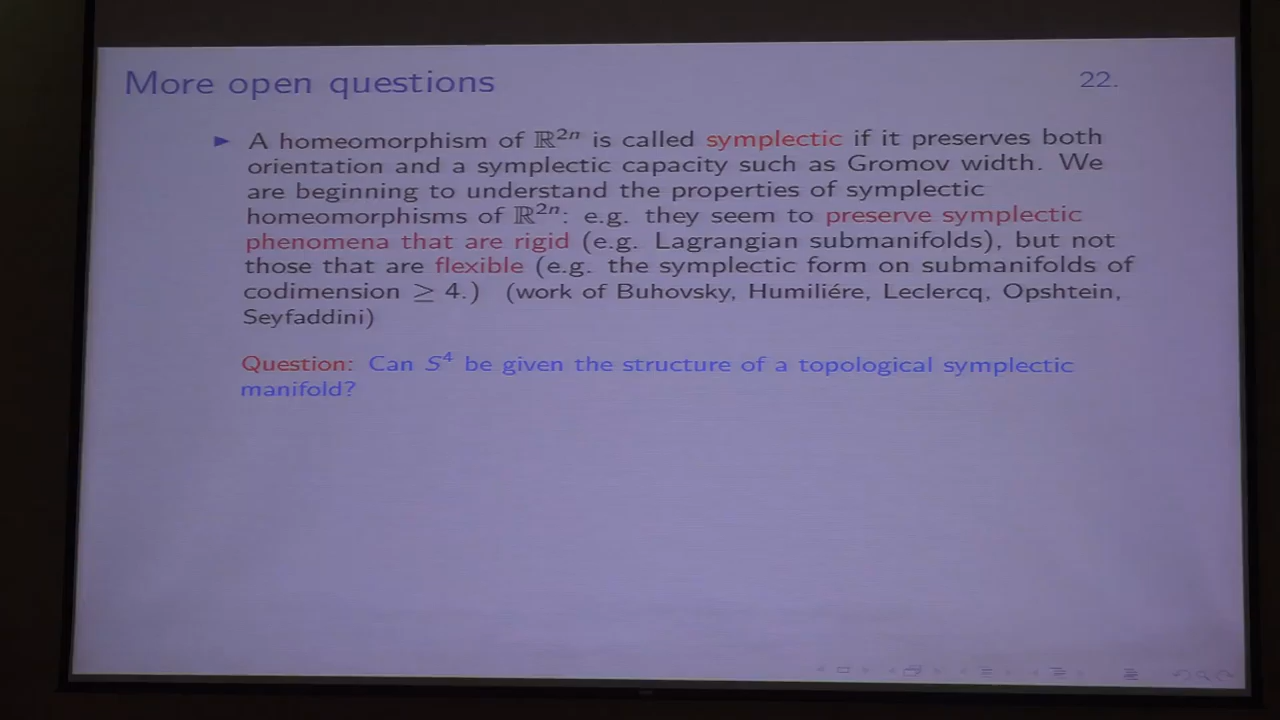 More open questions 22.
► A homeomorphism of ℝ²ⁿ is called symplectic if it preserves both
orientation and a symplectic capacity such as Gromov width. We
are beginning to understand the properties of symplectic
homeomorphisms of ℝ²ⁿ: e.g. they seem to preserve symplectic
phenomena that are rigid (e.g. Lagrangian submanifolds), but not
those that are flexible (e.g. the symplectic form on submanifolds of
codimension ≥ 4.) (work of Buhovsky, Humiliére, Leclercq, Opshtein,
Seyfaddini)
Question: Can S⁴ be given the structure of a topological symplectic
manifold?